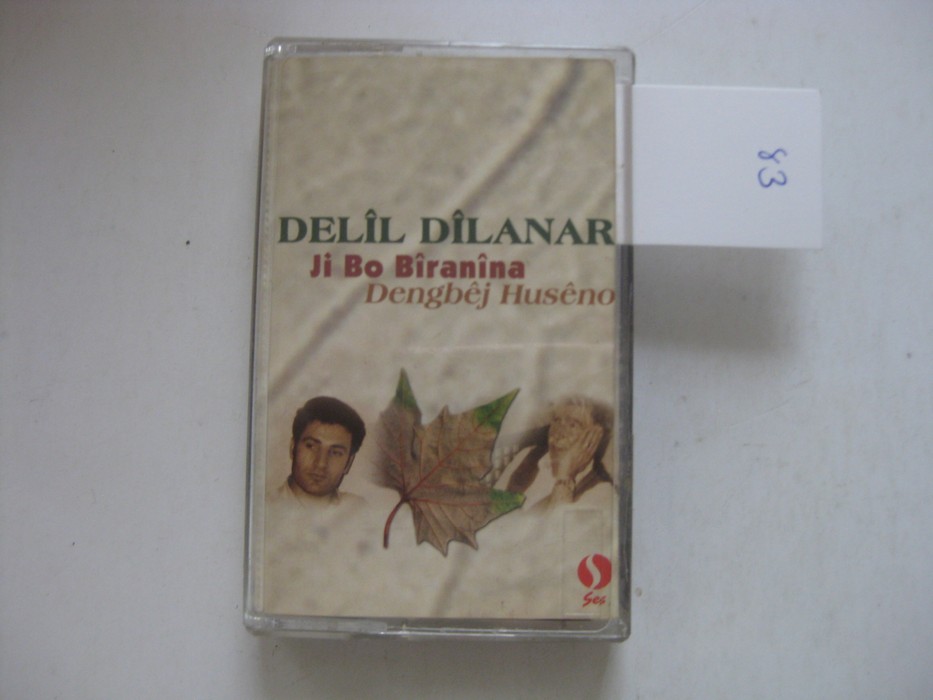 DELÎL DÎLANAR
Ji Bo Bîranîna
Dengbêj Husêno
Ses
83